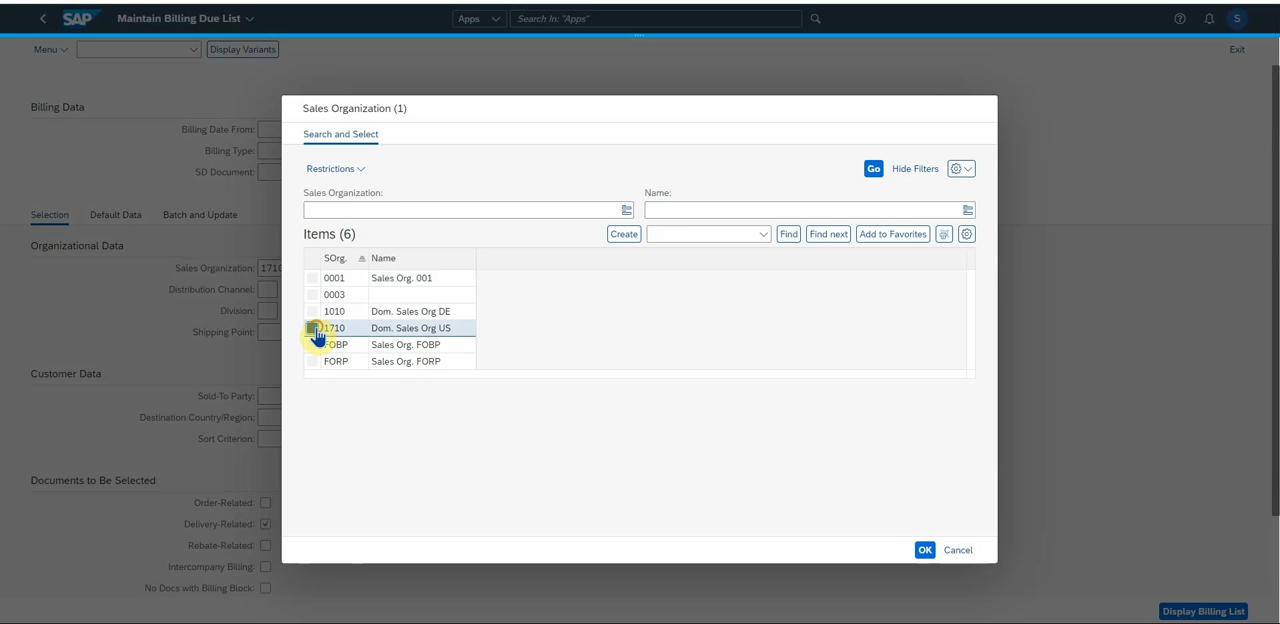 SAP Maintain Billing Due List Apps Search In: "Apps" S
Menu Display Variants Exit
Billing Data
Billing Date From:
Billing Type:
SD Document:
Selection Default Data Batch and Update
Organizational Data
Sales Organization: 1710
Distribution Channel:
Division:
Shipping Point:
Customer Data
Sold-To Party:
Destination Country/Region:
Sort Criterion:
Documents to Be Selected
Order-Related:
Delivery-Related:
Rebate-Related:
Intercompany Billing:
No Docs with Billing Block:
Sales Organization (1)
Search and Select
Restrictions Go Hide Filters
Sales Organization: Name:
Items (6) Create Find Find next Add to Favorites
SOrg. Name
0001 Sales Org. 001
0003
1010 Dom. Sales Org DE
1710 Dom. Sales Org US
FOBP Sales Org. FOBP
FORP Sales Org. FORP
OK Cancel
Display Billing List